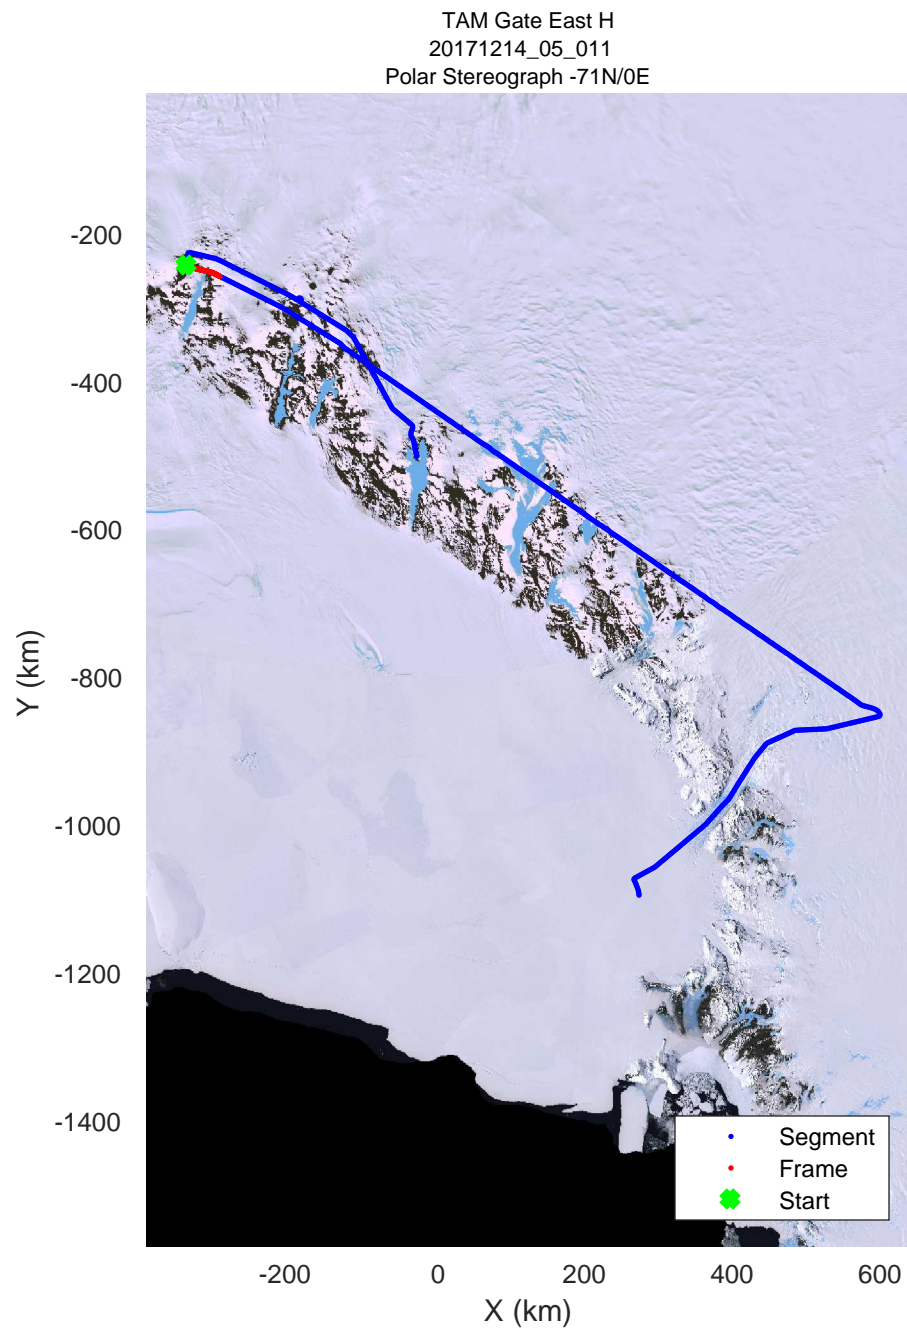 TAM Gate East H
20171214_05_011
Polar Stereograph -71N/0E
-200
-400
-600
-800
-1000
-1200
-1400
Y (km)
Segment
Frame
Start
-200 0 200 400 600
X (km)